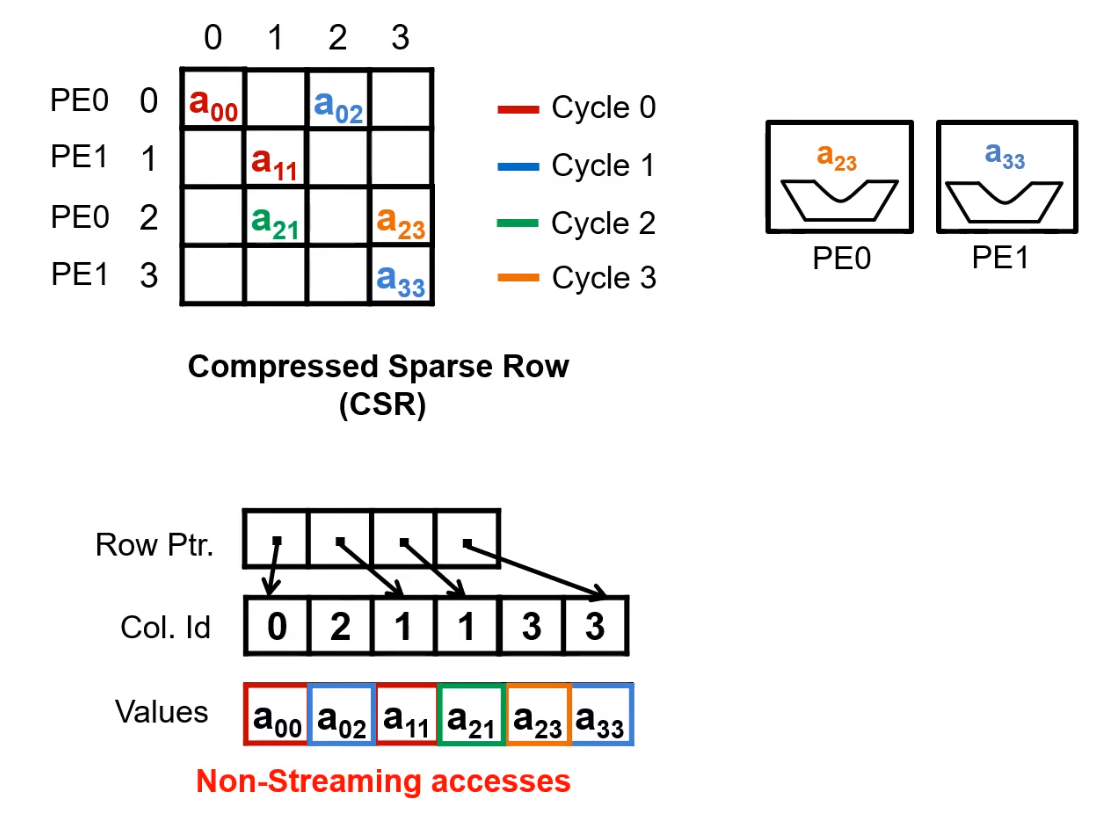 0 1 2 3
PE0 0 a00 a02
PE1 1 a11
PE0 2 a21 a23
PE1 3 a33
Cycle 0
Cycle 1
Cycle 2
Cycle 3
a23 a33
PE0 PE1
Compressed Sparse Row
(CSR)
Row Ptr.
Col. Id 0 2 1 1 3 3
Values a00 a02 a11 a21 a23 a33
Non-Streaming accesses